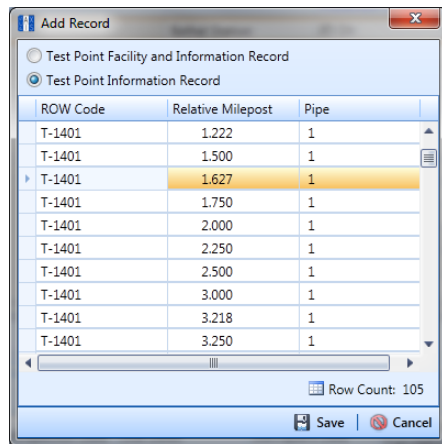 Add Record
Test Point Facility and Information Record
Test Point Information Record
ROW Code Relative Milepost Pipe
T-1401 1.222 1
T-1401 1.500 1
T-1401 1.627 1
T-1401 1.750 1
T-1401 2.000 1
T-1401 2.250 1
T-1401 2.500 1
T-1401 3.000 1
T-1401 3.218 1
T-1401 3.250 1
Row Count: 105
Save Cancel